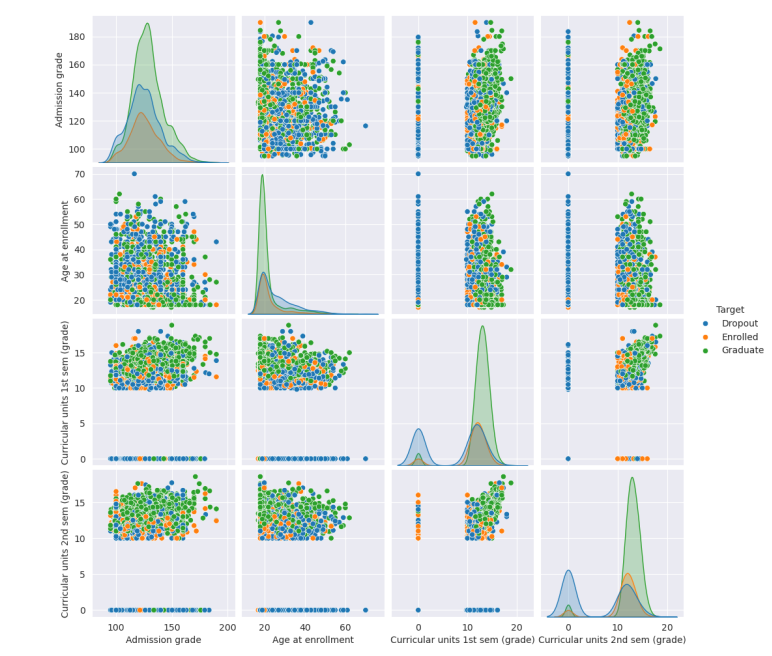 Admission grade
180
160
140
120
100
Age at enrollment
70
60
50
40
30
20
Curricular units 1st sem (grade)
15
10
5
0
Curricular units 2nd sem (grade)
15
10
5
0
100 150 200
20 40 60
0 10 20
0 10 20
Admission grade
Age at enrollment
Curricular units 1st sem (grade)
Curricular units 2nd sem (grade)
Target
Dropout
Enrolled
Graduate